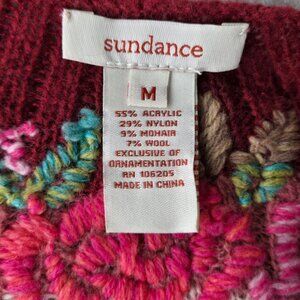 sundance
M
55% ACRYLIC
29% NYLON
9% MOHAIR
7% WOOL
EXCLUSIVE OF
ORNAMENTATION
RN 106205
MADE IN CHINA